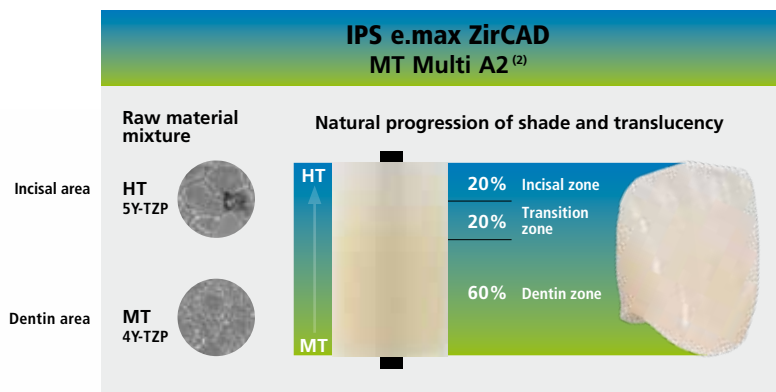 IPS e.max ZirCAD
MT Multi A2 (2)
Raw material
mixture
Natural progression of shade and translucency
Incisal area
HT
5Y-TZP
HT
20% Incisal zone
20% Transition
zone
60% Dentin zone
Dentin area
MT
4Y-TZP
MT